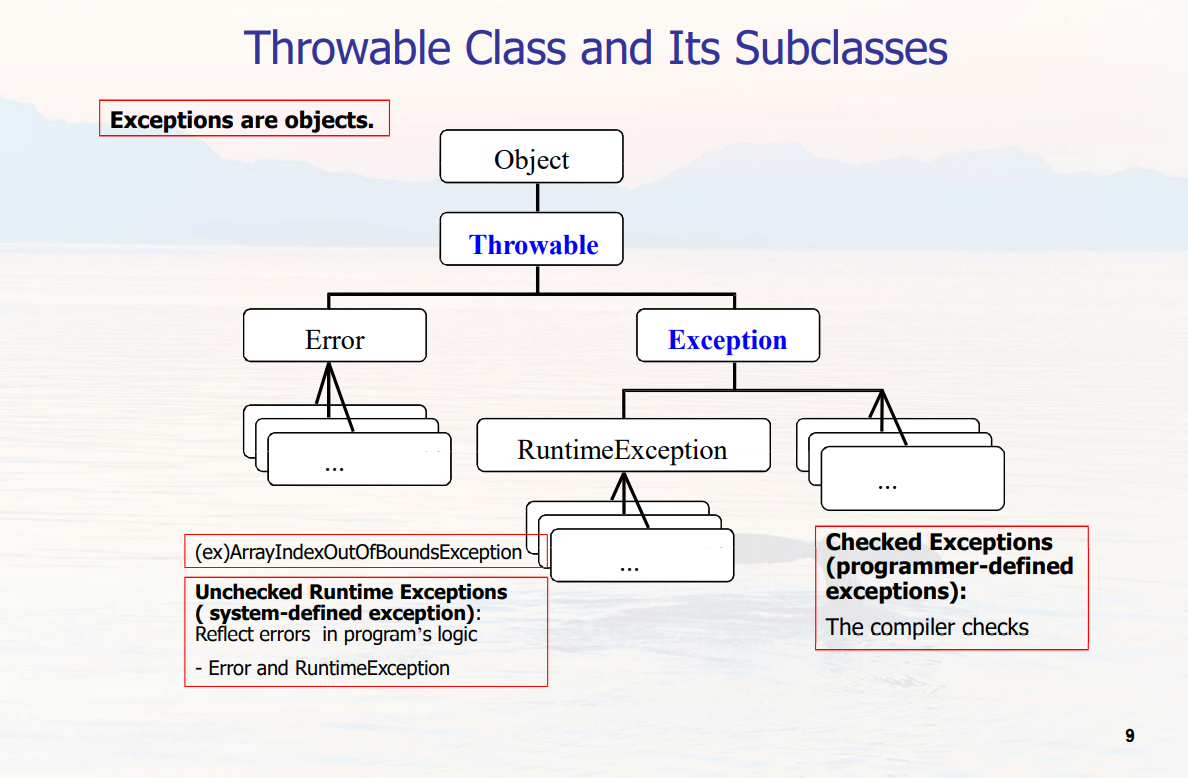 Throwable Class and Its Subclasses
Exceptions are objects.
Object
Throwable
Error
Exception
...
RuntimeException
...
...
(ex)ArrayIndexOutOfBoundsException
Unchecked Runtime Exceptions
( system-defined exception):
Reflect errors  in program’s logic
- Error and RuntimeException
Checked Exceptions
(programmer-defined
exceptions):
The compiler checks
9